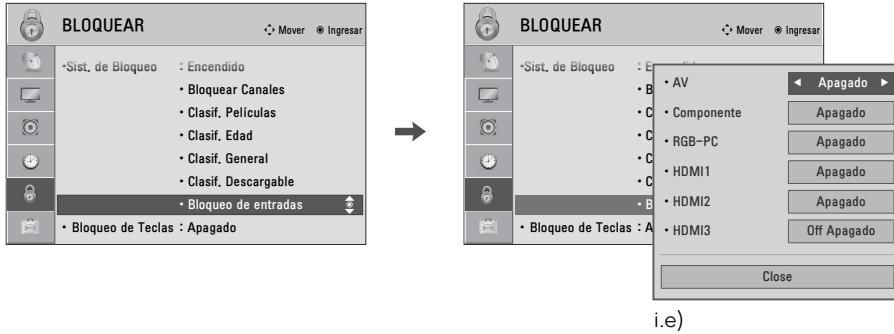 BLOQUEAR
Mover
Ingresar
•Sist. de Bloqueo : Encendido
• Bloquear Canales
• Clasif. Películas
• Clasif. Edad
• Clasif. General
• Clasif. Descargable
• Bloqueo de entradas
• Bloqueo de Teclas : Apagado
BLOQUEAR
Mover
Ingresar
•Sist. de Bloqueo : E
• B
• C
• C
• C
• C
• B
• Bloqueo de Teclas : A
• AV ◄ Apagado ►
• Componente Apagado
• RGB-PC Apagado
• HDMI1 Apagado
• HDMI2 Apagado
• HDMI3 Off Apagado
Close
i.e)